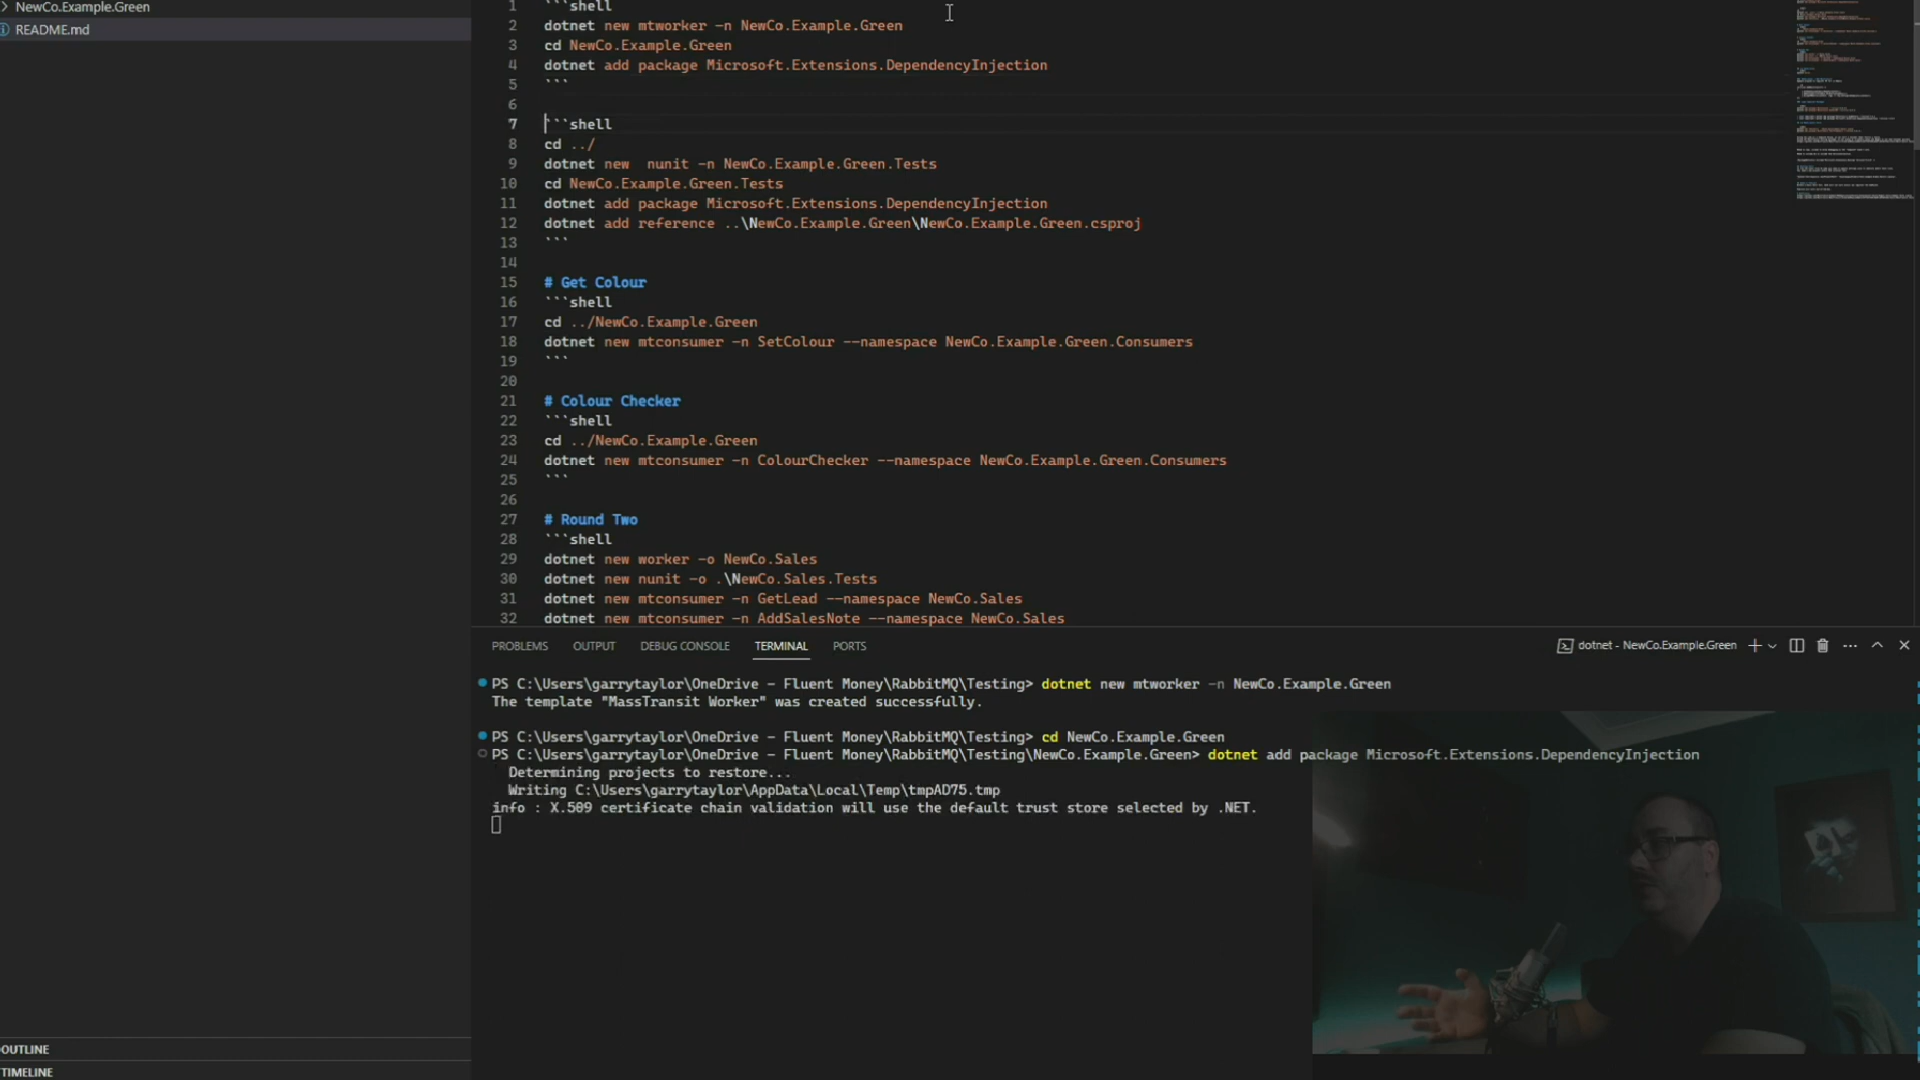 NewCo.Example.Green
README.md
1 ```shell
2 dotnet new mtworker -n NewCo.Example.Green
3 cd NewCo.Example.Green
4 dotnet add package Microsoft.Extensions.DependencyInjection
5 ```
6
7 ```shell
8 cd ../
9 dotnet new  nunit -n NewCo.Example.Green.Tests
10 cd NewCo.Example.Green.Tests
11 dotnet add package Microsoft.Extensions.DependencyInjection
12 dotnet add reference ..\NewCo.Example.Green\NewCo.Example.Green.csproj
13 ```
14
15 # Get Colour
16 ```shell
17 cd ../NewCo.Example.Green
18 dotnet new mtconsumer -n SetColour --namespace NewCo.Example.Green.Consumers
19 ```
20
21 # Colour Checker
22 ```shell
23 cd ../NewCo.Example.Green
24 dotnet new mtconsumer -n ColourChecker --namespace NewCo.Example.Green.Consumers
25 ```
26
27 # Round Two
28 ```shell
29 dotnet new worker -o NewCo.Sales
30 dotnet new nunit -o .\NewCo.Sales.Tests
31 dotnet new mtconsumer -n GetLead --namespace NewCo.Sales
32 dotnet new mtconsumer -n AddSalesNote --namespace NewCo.Sales
PROBLEMS OUTPUT DEBUG CONSOLE TERMINAL PORTS dotnet - NewCo.Example.Green
PS C:\Users\garrytaylor\OneDrive - Fluent Money\RabbitMQ\Testing> dotnet new mtworker -n NewCo.Example.Green
The template "MassTransit Worker" was created successfully.
PS C:\Users\garrytaylor\OneDrive - Fluent Money\RabbitMQ\Testing> cd NewCo.Example.Green
PS C:\Users\garrytaylor\OneDrive - Fluent Money\RabbitMQ\Testing\NewCo.Example.Green> dotnet add package Microsoft.Extensions.DependencyInjection
Determining projects to restore...
Writing C:\Users\garrytaylor\AppData\Local\Temp\tmpAD75.tmp
info : X.509 certificate chain validation will use the default trust store selected by .NET.
OUTLINE
TIMELINE